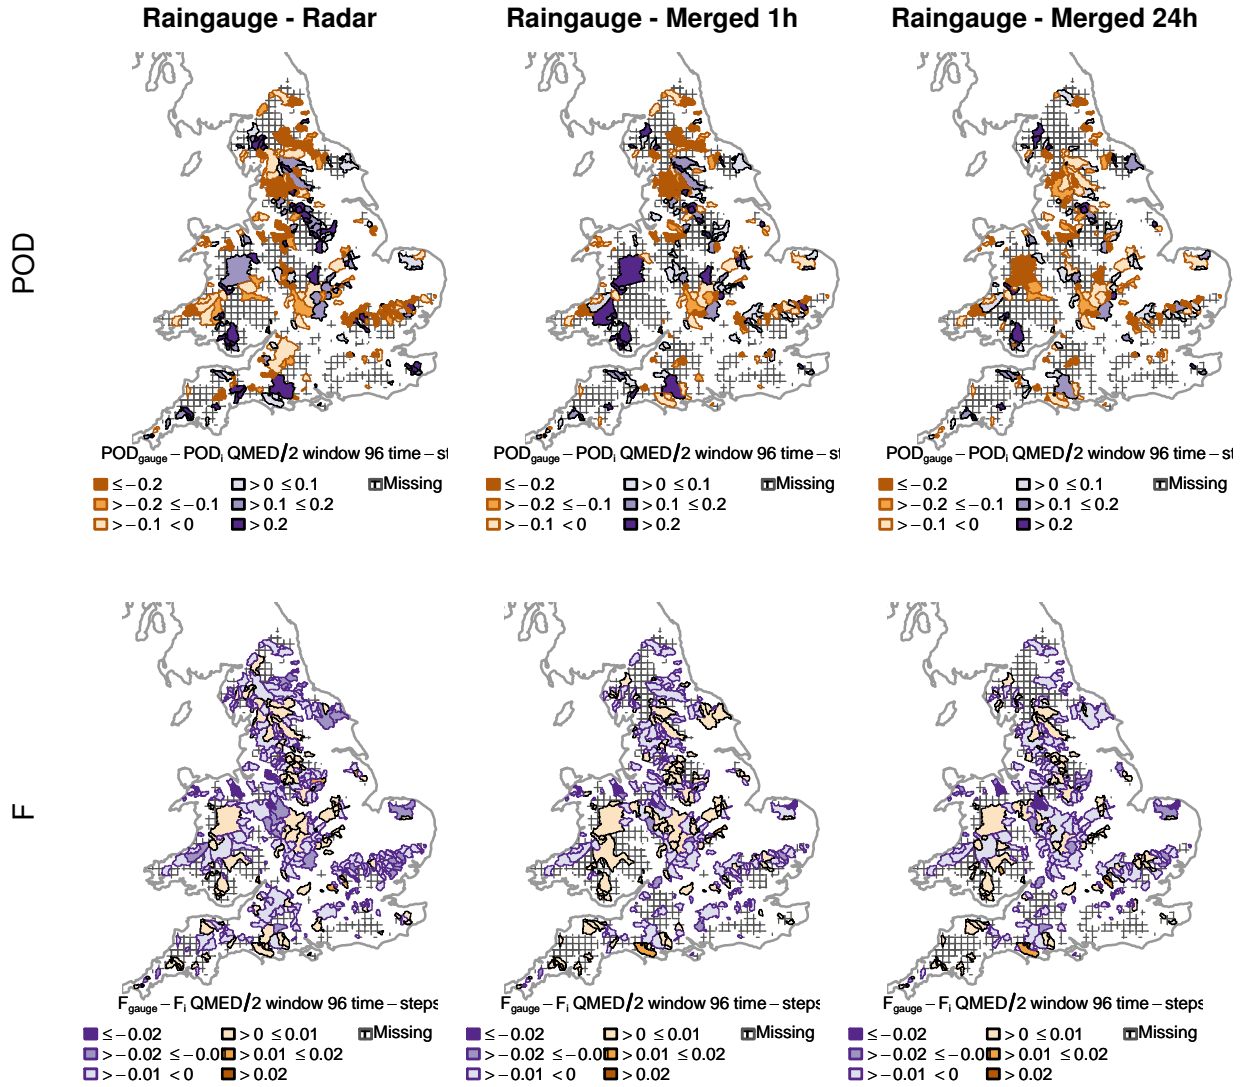 Raingauge - Radar
Raingauge - Merged 1h
Raingauge - Merged 24h
POD
POD_gauge − POD_i QMED/2 window 96 time − st
≤ −0.2
> 0 ≤ 0.1
Missing
> −0.2 ≤ −0.1
> 0.1 ≤ 0.2
> −0.1 < 0
> 0.2
POD_gauge − POD_i QMED/2 window 96 time − st
≤ −0.2
> 0 ≤ 0.1
Missing
> −0.2 ≤ −0.1
> 0.1 ≤ 0.2
> −0.1 < 0
> 0.2
POD_gauge − POD_i QMED/2 window 96 time − st
≤ −0.2
> 0 ≤ 0.1
Missing
> −0.2 ≤ −0.1
> 0.1 ≤ 0.2
> −0.1 < 0
> 0.2
F
F_gauge − F_i QMED/2 window 96 time − steps
≤ −0.02
> 0 ≤ 0.01
Missing
> −0.02 ≤ −0.0
> 0.01 ≤ 0.02
> −0.01 < 0
> 0.02
F_gauge − F_i QMED/2 window 96 time − steps
≤ −0.02
> 0 ≤ 0.01
Missing
> −0.02 ≤ −0.0
> 0.01 ≤ 0.02
> −0.01 < 0
> 0.02
F_gauge − F_i QMED/2 window 96 time − steps
≤ −0.02
> 0 ≤ 0.01
Missing
> −0.02 ≤ −0.0
> 0.01 ≤ 0.02
> −0.01 < 0
> 0.02